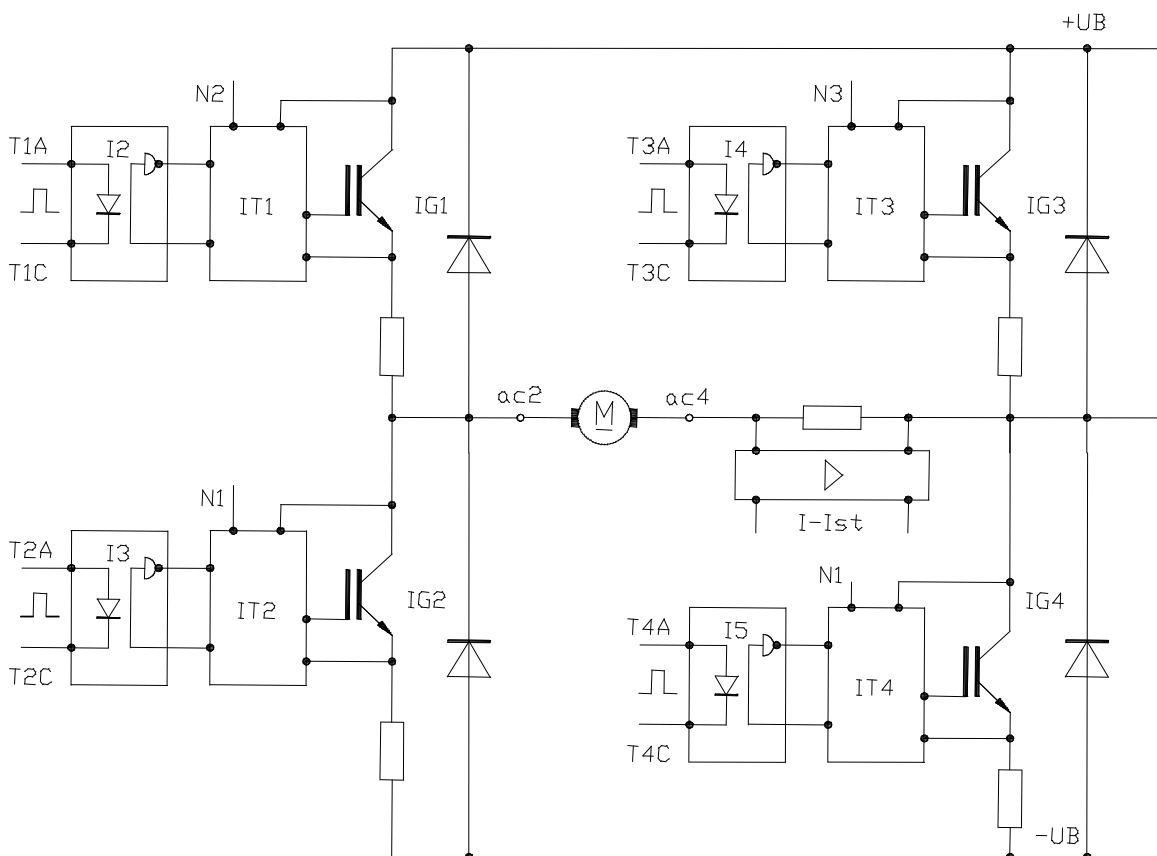 +UB
N2
N3
T1A
I2
T3A
I4
IT1
IG1
IT3
IG3
T1C
T3C
ac2
M
ac4
I-Ist
N1
T2A
I3
IT2
IG2
T2C
N1
IG4
T4A
I5
IT4
T4C
-UB